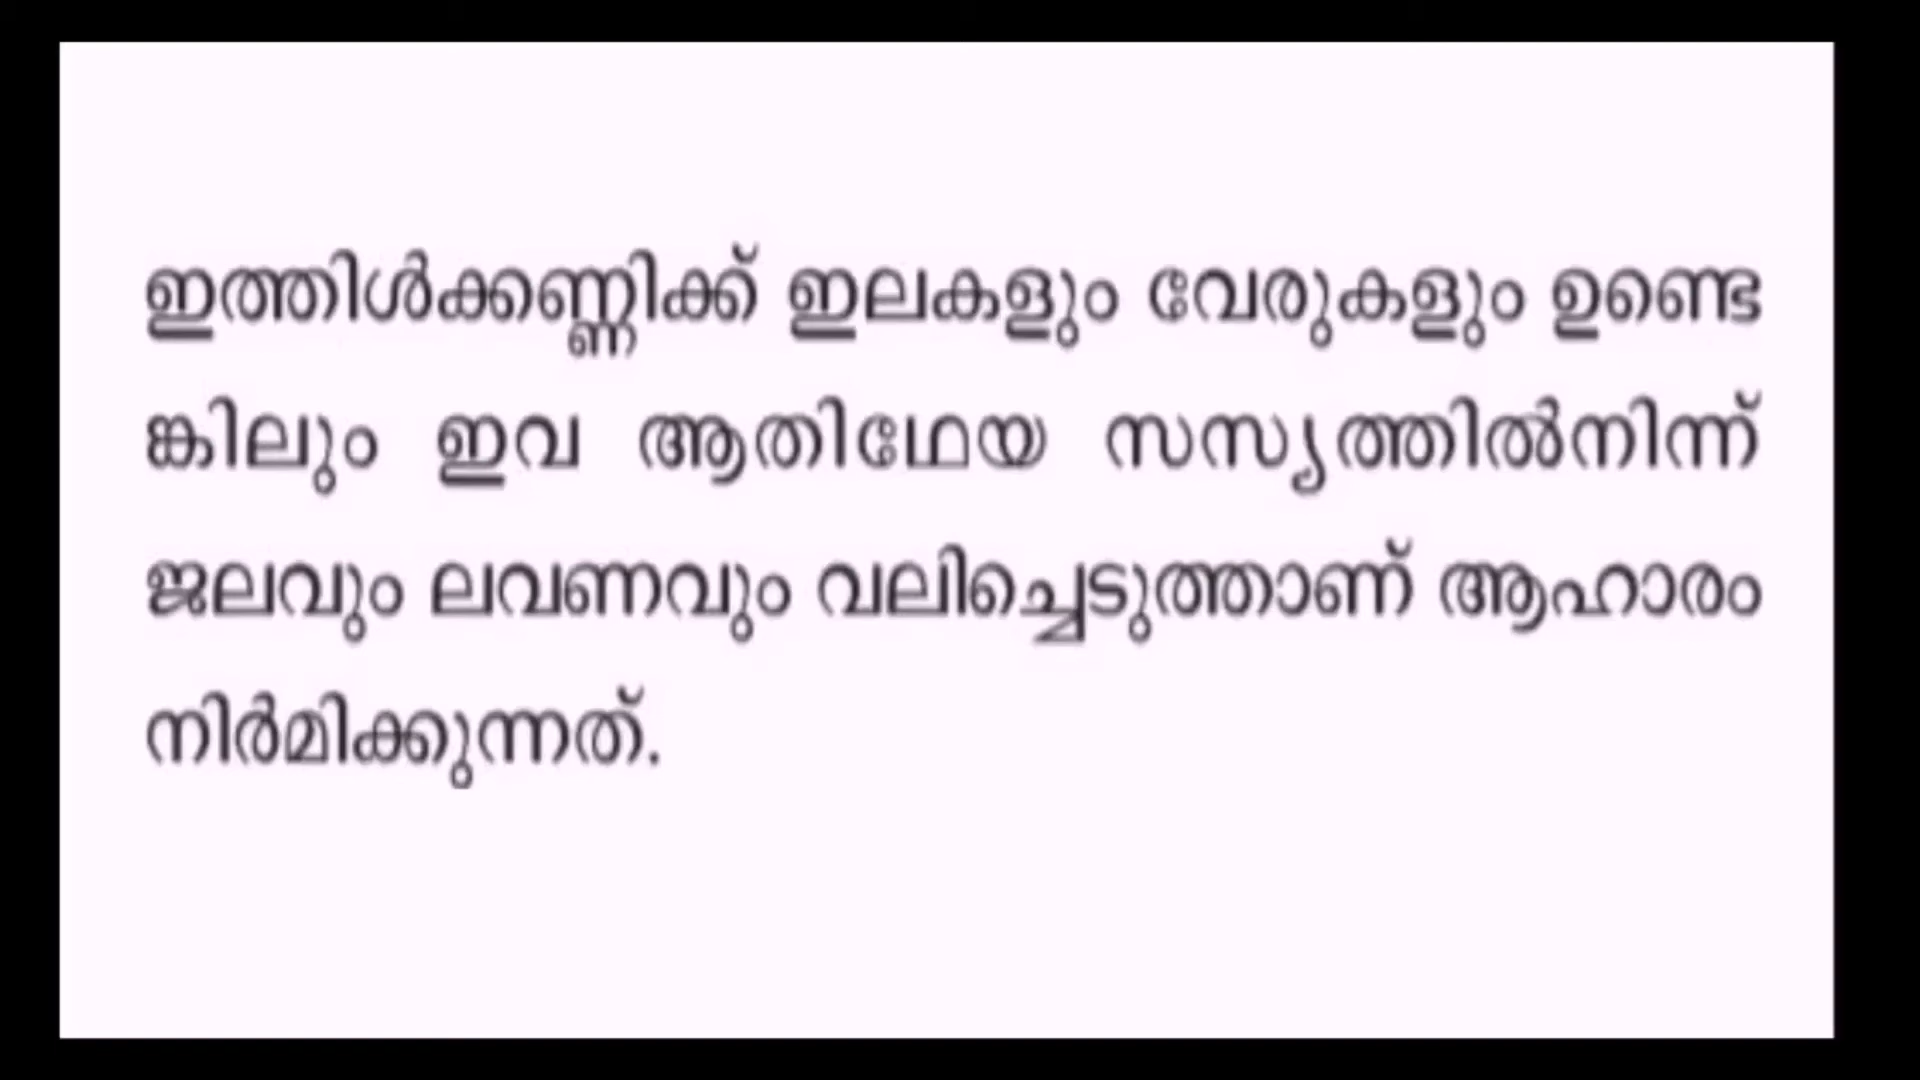 ഇത്തിൾക്കണ്ണിക്ക് ഇലകളും വേരുകളും ഉണ്ടെ
ങ്കിലും ഇവ ആതിഥേയ സസ്യത്തിൽനിന്ന്
ജലവും ലവണവും വലിച്ചെടുത്താണ് ആഹാരം
നിർമിക്കുന്നത്.